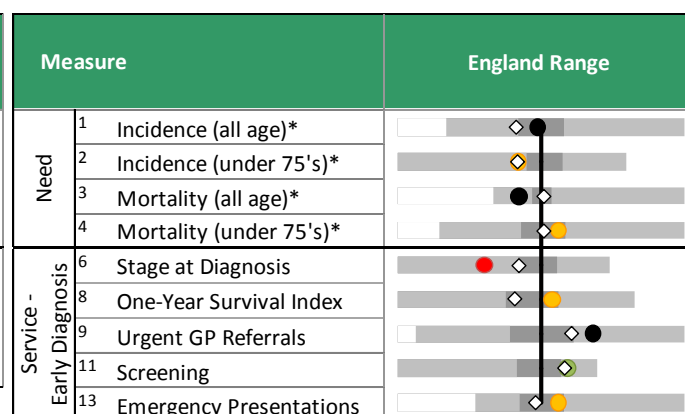 Measure England Range
Need
1 Incidence (all age)*
2 Incidence (under 75's)*
3 Mortality (all age)*
4 Mortality (under 75's)*
Service -
Early Diagnosis
6 Stage at Diagnosis
8 One-Year Survival Index
9 Urgent GP Referrals
11 Screening
13 Emergency Presentations